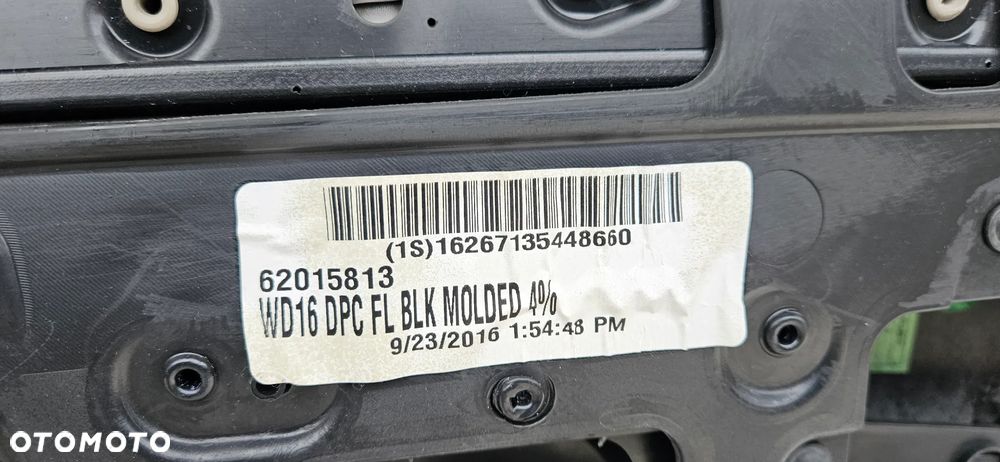 (1S)16267135448660
62015813
WD16 DPC FL BLK MOLDED 4%
9/23/2016 1:54:48 PM
OTOMOTO